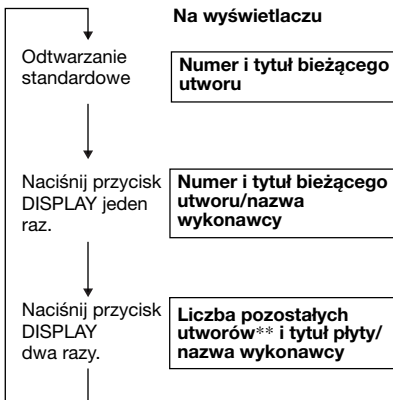 Na wyświetlaczu
Odtwarzanie
standardowe
Numer i tytuł bieżącego
utworu
Naciśnij przycisk
DISPLAY jeden
raz.
Numer i tytuł bieżącego
utworu/nazwa
wykonawcy
Naciśnij przycisk
DISPLAY
dwa razy.
Liczba pozostałych
utworów** i tytuł płyty/
nazwa wykonawcy